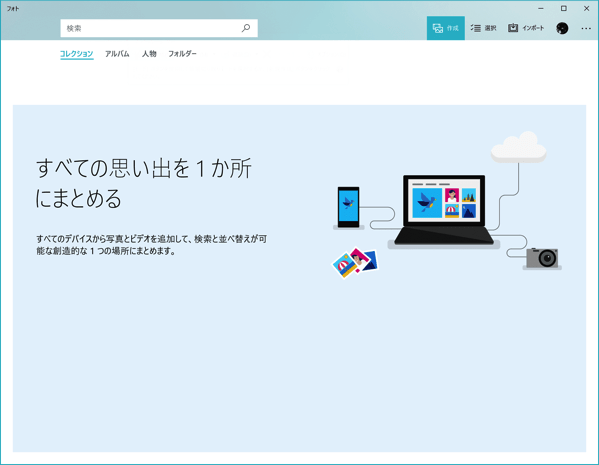 フォト
検索
作成
選択
インポート
コレクション アルバム 人物 フォルダー
すべての思い出を１か所
にまとめる
すべてのデバイスから写真とビデオを追加して、検索と並べ替えが可
能な創造的な 1 つの場所にまとめます。